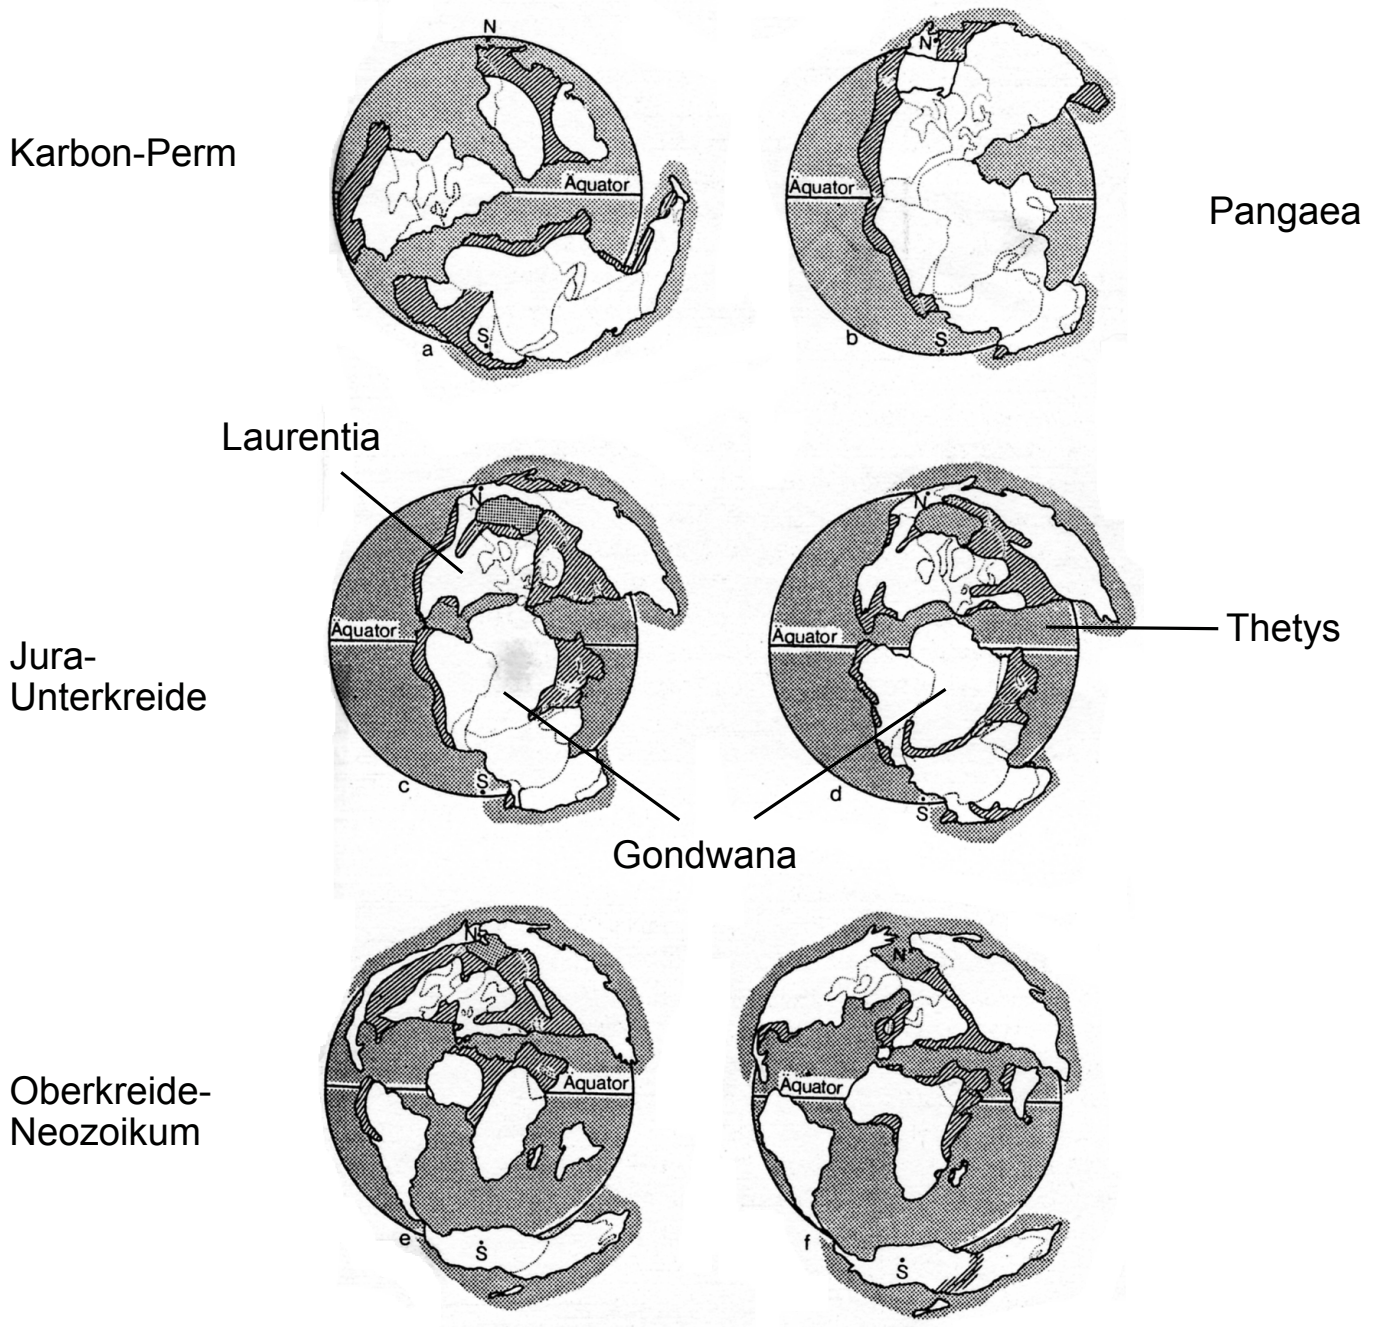 N
N
Karbon-Perm
Äquator
Äquator
Pangaea
S
a
b
S
Laurentia
N
N
Äquator
Äquator
Thetys
Jura-
Unterkreide
c
S
d
S
Gondwana
N
N
Oberkreide-
Neozoikum
Äquator
Äquator
e
S
f
S